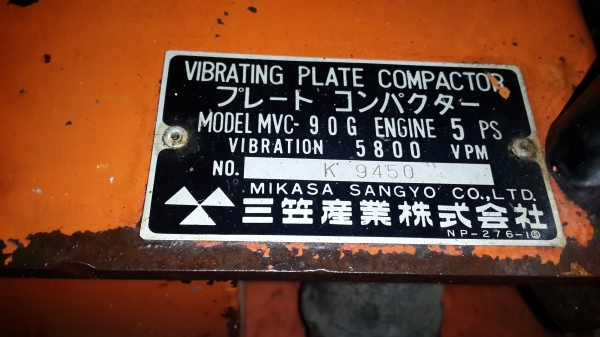 VIBRATING PLATE COMPACTOR
プレート コンパクター
MODEL MVC-90G ENGINE 5 PS
VIBRATION 5800 VPM
NO. K 9450
MIKASA SANGYO CO.,LTD.
三笠産業株式会社
NP-276-1Ⓢ